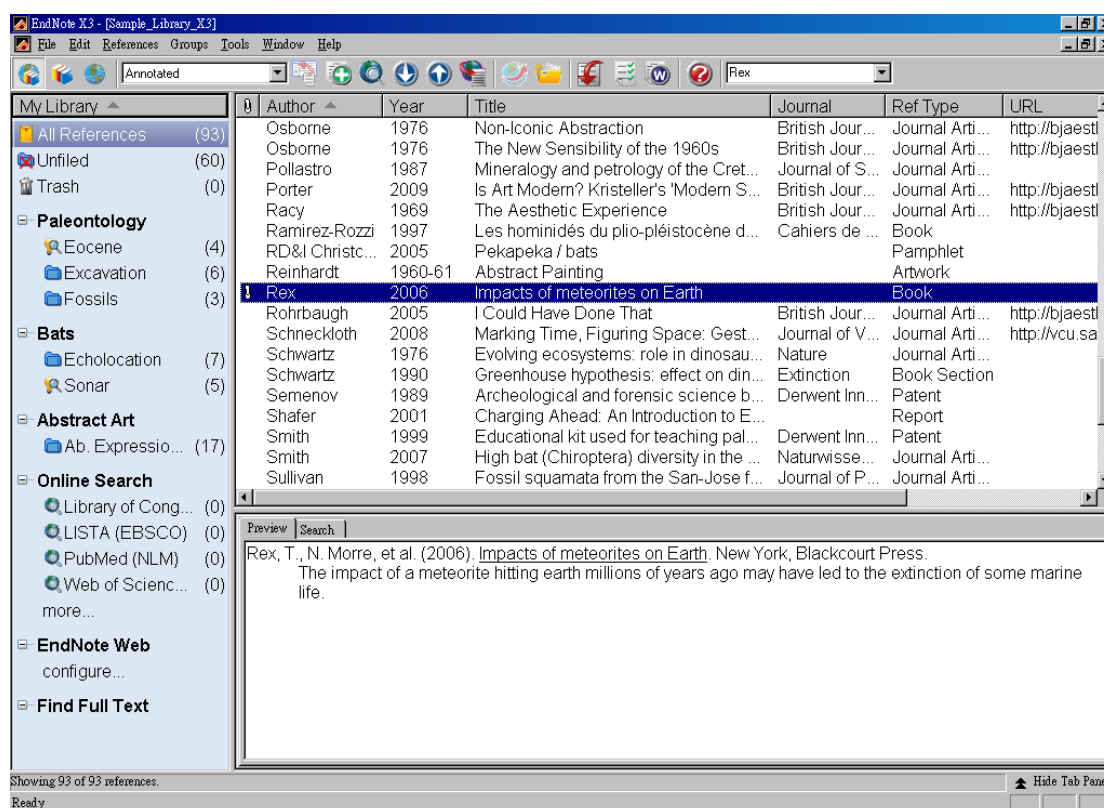 EndNote X3 - [Sample_Library_X3]
File Edit References Groups Tools Window Help
Annotated Rex
My Library
All References (93)
Unfiled (60)
Trash (0)
Paleontology
Eocene (4)
Excavation (6)
Fossils (3)
Bats
Echolocation (7)
Sonar (5)
Abstract Art
Ab. Expressio... (17)
Online Search
Library of Cong... (0)
LISTA (EBSCO) (0)
PubMed (NLM) (0)
Web of Scienc... (0)
more...
EndNote Web
configure...
Find Full Text
Author Year Title Journal Ref Type URL
Osborne 1976 Non-Iconic Abstraction British Jour... Journal Arti... http://bjaestl
Osborne 1976 The New Sensibility of the 1960s British Jour... Journal Arti... http://bjaestl
Pollastro 1987 Mineralogy and petrology of the Cret... Journal of S... Journal Arti...
Porter 2009 Is Art Modern? Kristeller's 'Modern S... British Jour... Journal Arti... http://bjaestl
Racy 1969 The Aesthetic Experience British Jour... Journal Arti... http://bjaestl
Ramirez-Rozzi 1997 Les hominidés du plio-pléistocène d... Cahiers de ... Book
RD&I Christc... 2005 Pekapeka / bats Pamphlet
Reinhardt 1960-61 Abstract Painting Artwork
Rex 2006 Impacts of meteorites on Earth Book
Rohrbaugh 2005 I Could Have Done That British Jour... Journal Arti... http://bjaestl
Schneckloth 2008 Marking Time, Figuring Space: Gest... Journal of V... Journal Arti... http://vcu.sa
Schwartz 1976 Evolving ecosystems: role in dinosau... Nature Journal Arti...
Schwartz 1990 Greenhouse hypothesis: effect on din... Extinction Book Section
Semenov 1989 Archeological and forensic science b... Derwent Inn... Patent
Shafer 2001 Charging Ahead: An Introduction to E... Report
Smith 1999 Educational kit used for teaching pal... Derwent Inn... Patent
Smith 2007 High bat (Chiroptera) diversity in the ... Naturwisse... Journal Arti...
Sullivan 1998 Fossil squamata from the San-Jose f... Journal of P... Journal Arti...
Preview Search
Rex, T., N. Morre, et al. (2006). Impacts of meteorites on Earth. New York, Blackcourt Press.
The impact of a meteorite hitting earth millions of years ago may have led to the extinction of some marine
life.
Showing 93 of 93 references. Hide Tab Pane
Ready